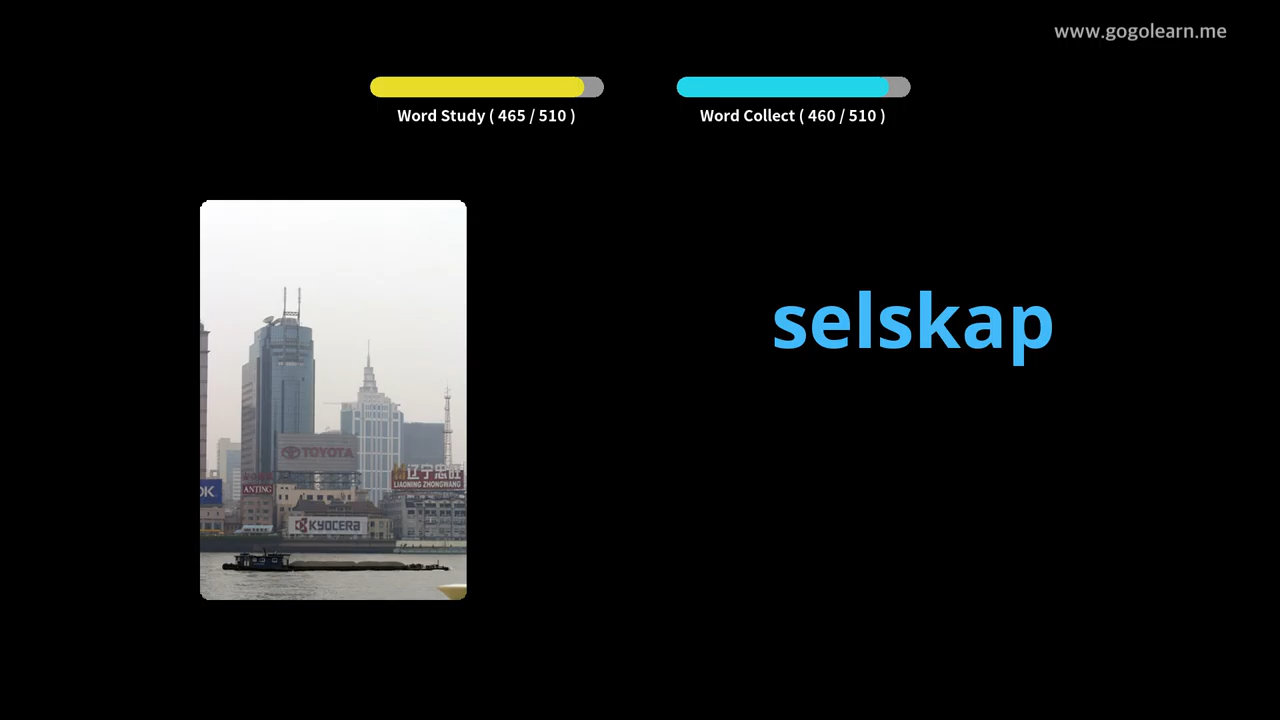 www.gogolearn.me
Word Study ( 465 / 510 )
Word Collect ( 460 / 510 )
selskap
TOYOTA
辽宁忠旺
LIAONING ZHONGWANG
OK
ANTING
KYOCERA